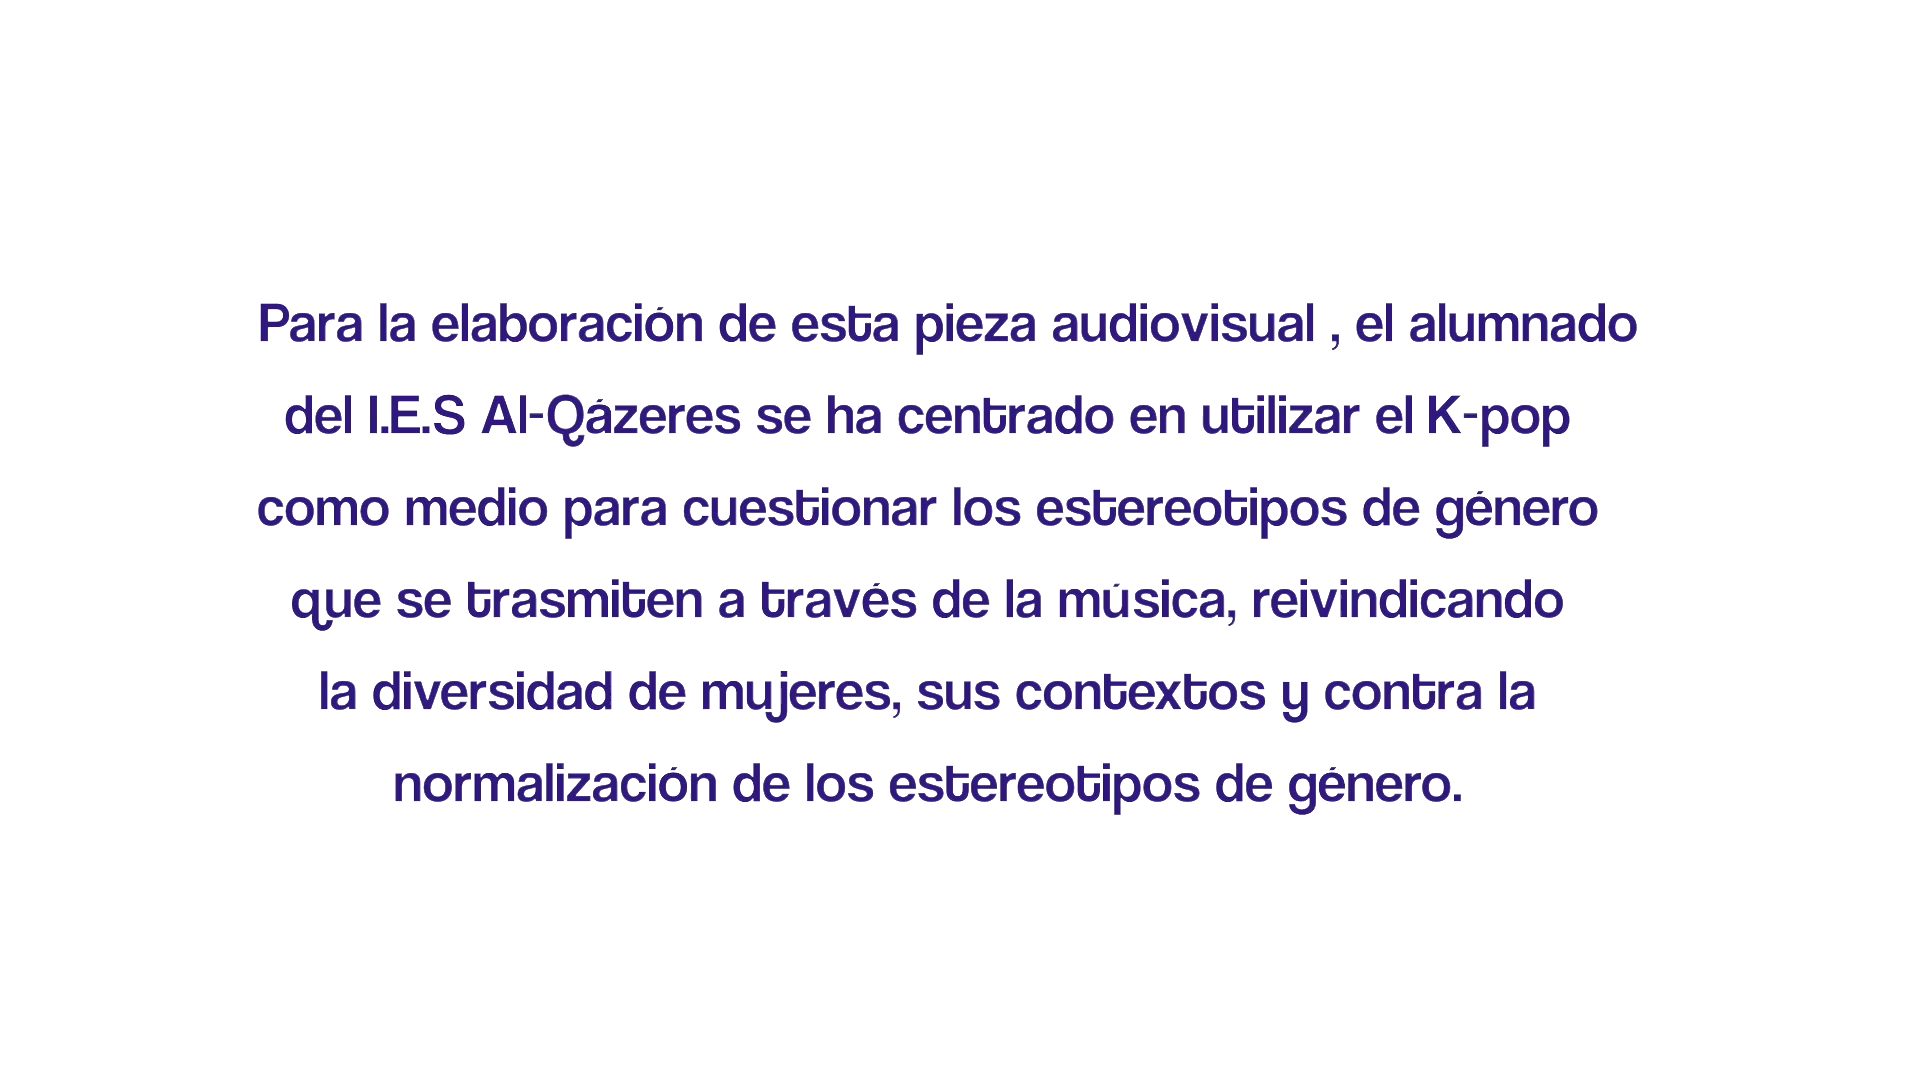 Para la elaboración de esta pieza audiovisual , el alumnado
del I.E.S Al-Qázeres se ha centrado en utilizar el K-pop
como medio para cuestionar los estereotipos de género
que se trasmiten a través de la música, reivindicando
la diversidad de mujeres, sus contextos y contra la
normalización de los estereotipos de género.